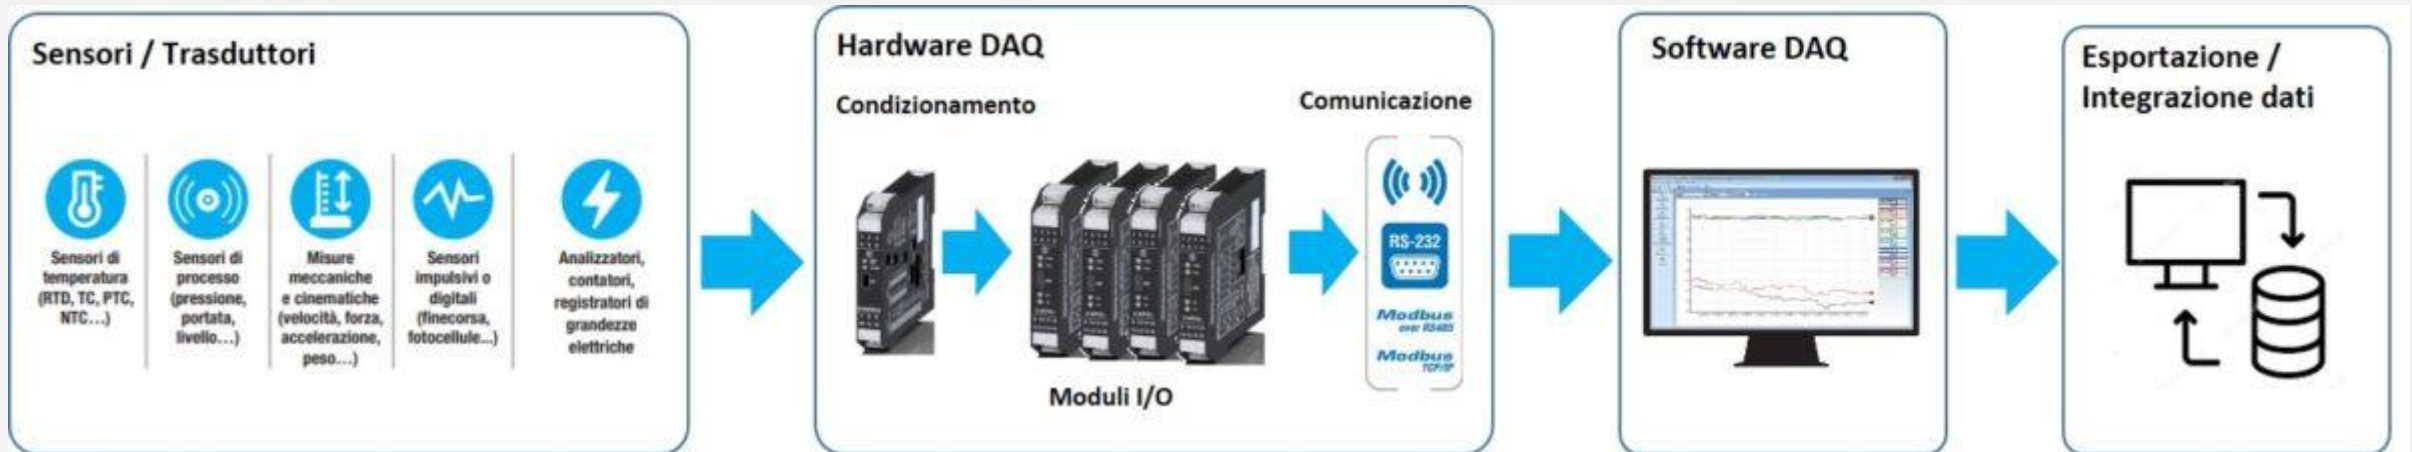 Sensori / Trasduttori
Sensori di
temperatura
(RTD, TC, PTC,
NTC...)
Sensori di
processo
(pressione,
portata,
livello...)
Misure
meccaniche
e cinematiche
(velocità, forza,
accelerazione,
peso...)
Sensori
impulsivi o
digitali
(finecorsa,
fotocellule...)
Analizzatori,
contatori,
registratori di
grandezze
elettriche
Hardware DAQ
Condizionamento
Moduli I/O
Comunicazione
RS-232
Modbus
over RS485
Modbus
TCP/IP
Software DAQ
Esportazione /
Integrazione dati